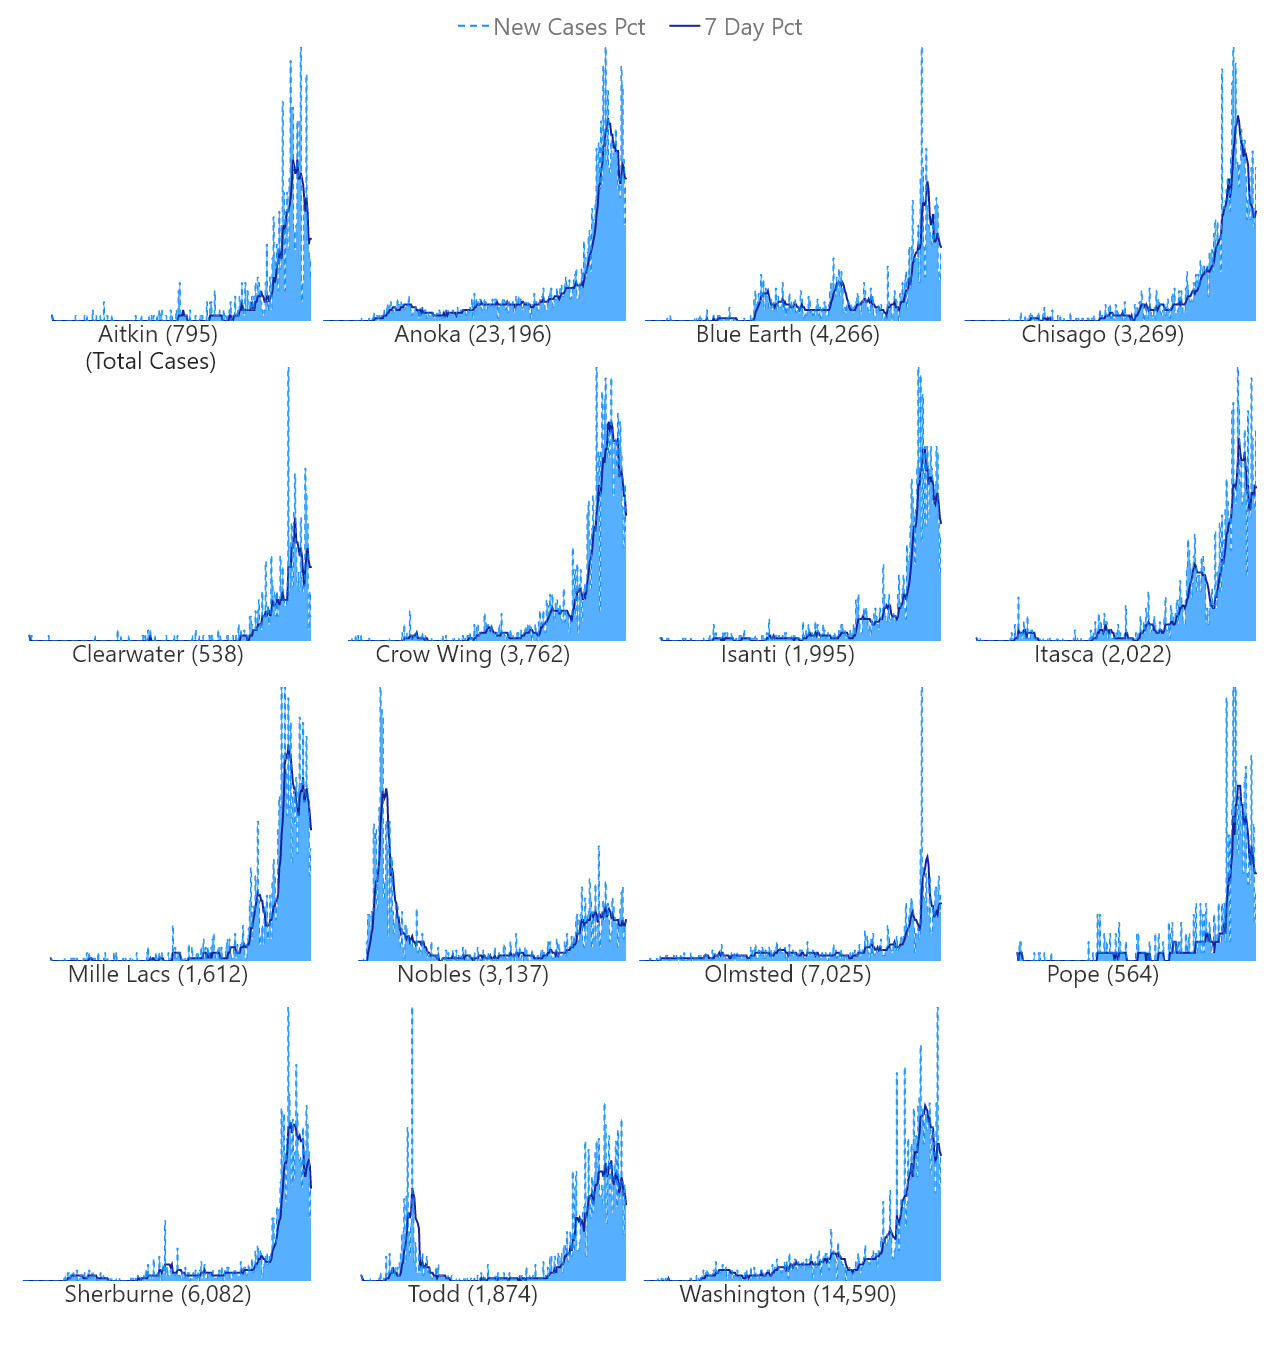 New Cases Pct 7 Day Pct
Aitkin (795) Anoka (23,196) Blue Earth (4,266) Chisago (3,269)
(Total Cases)
Clearwater (538) Crow Wing (3,762) Isanti (1,995) Itasca (2,022)
Mille Lacs (1,612) Nobles (3,137) Olmsted (7,025) Pope (564)
Sherburne (6,082) Todd (1,874) Washington (14,590)